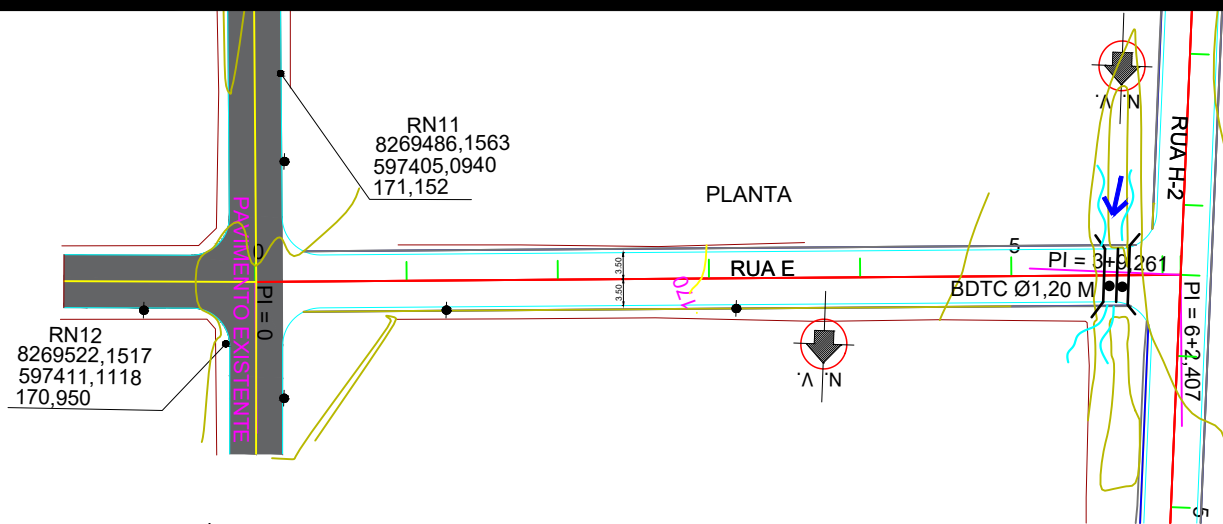 RN11
8269486,1563
597405,0940
171,152
PLANTA
N. V.
RUA H-2
PAVIMENTO EXISTENTE
0
PI = 0
3.50
3.50
RUA E
5
PI = 3+9,261
BDTC Ø1,20 M
PI = 6+2,407
N. V.
RN12
8269522,1517
597411,1118
170,950
5